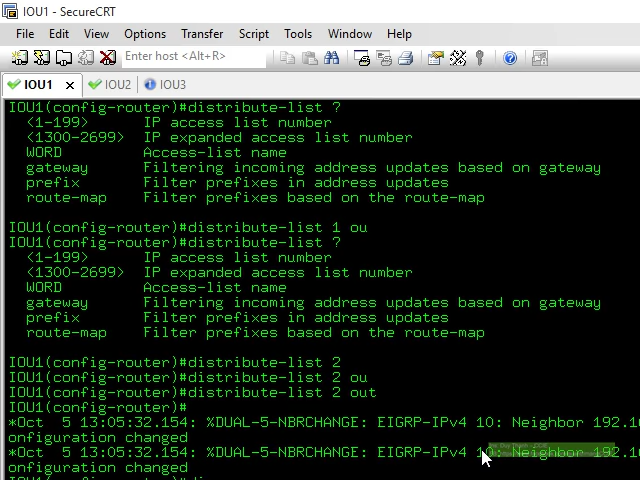 IOU1 - SecureCRT
File Edit View Options Transfer Script Tools Window Help
Enter host <Alt+R>
IOU1 IOU2 IOU3
IOU1(config-router)#distribute-list ?
<1-199> IP access list number
<1300-2699> IP expanded access list number
WORD Access-list name
gateway Filtering incoming address updates based on gateway
prefix Filter prefixes in address updates
route-map Filter prefixes based on the route-map
IOU1(config-router)#distribute-list 1 ou
IOU1(config-router)#distribute-list ?
<1-199> IP access list number
<1300-2699> IP expanded access list number
WORD Access-list name
gateway Filtering incoming address updates based on gateway
prefix Filter prefixes in address updates
route-map Filter prefixes based on the route-map
IOU1(config-router)#distribute-list 2
IOU1(config-router)#distribute-list 2 ou
IOU1(config-router)#distribute-list 2 out
IOU1(config-router)#
*Oct 5 13:05:32.154: %DUAL-5-NBRCHANGE: EIGRP-IPv4 10: Neighbor 192.16
onfiguration changed
*Oct 5 13:05:32.154: %DUAL-5-NBRCHANGE: EIGRP-IPv4 10: Neighbor 192.16
onfiguration changed